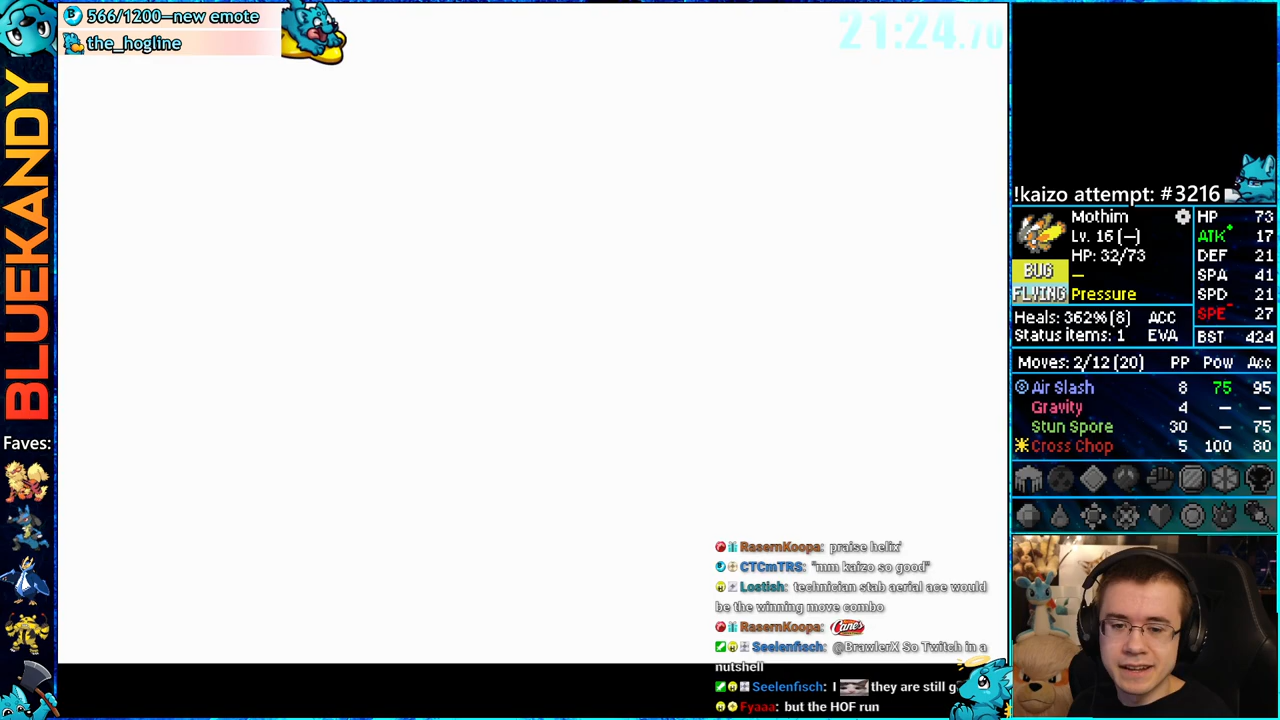 566/1200—new emote
the_hogline
21:24.70
BLUEKANDY
Faves:
!kaizo attempt: #3216
Mothim
Lv. 16 (—)
HP: 32/73
—
BUG
FLYING
Pressure
Heals: 362% (8) ACC
Status items: 1 EVA
HP 73
ATK 17
DEF 21
SPA 41
SPD 21
SPE 27
BST 424
Moves: 2/12 (20) PP Pow Acc
Air Slash 8 75 95
Gravity 4 — —
Stun Spore 30 — 75
Cross Chop 5 100 80
RasernKoopa: praise helix'
CTCmTRS: "mm kaizo so good"
Lostish: technician stab aerial ace would
be the winning move combo
RasernKoopa: Canes
Seelenfisch: @BrawlerX So Twitch in a
nutshell
Seelenfisch: I they are still g
Fyaaa: but the HOF run